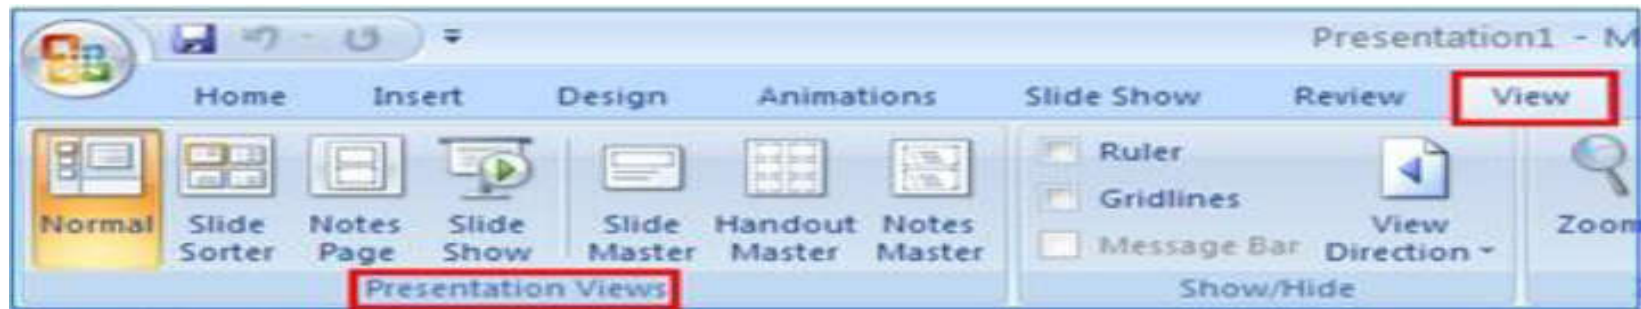 Presentation1 - M
Home Insert Design Animations Slide Show Review View
Normal Slide Sorter Notes Page Slide Show Slide Master Handout Master Notes Master
Ruler
Gridlines
Message Bar
View Direction
Zoom
Presentation Views
Show/Hide